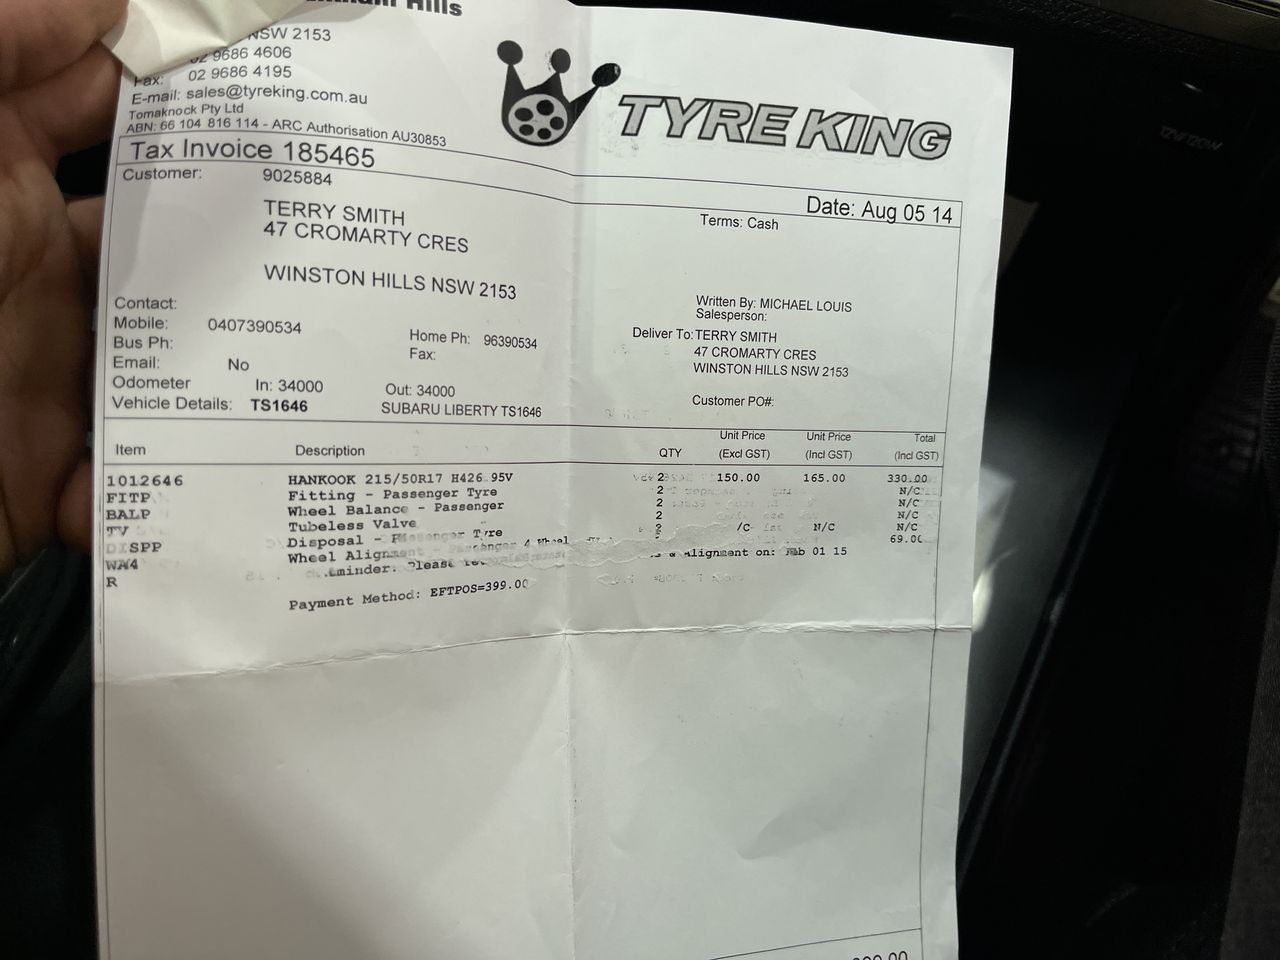 Hills
NSW 2153
02 9686 4606
Fax: 02 9686 4195
E-mail: sales@tyreking.com.au
Tomaknock Pty Ltd
ABN: 66 104 816 114 - ARC Authorisation AU30853
TYREKING
Tax Invoice 185465
Date: Aug 05 14
Customer: 9025884
Terms: Cash
TERRY SMITH
47 CROMARTY CRES
WINSTON HILLS NSW 2153
Written By: MICHAEL LOUIS
Salesperson:
Contact:
Mobile: 0407390534
Bus Ph:
Home Ph: 96390534
Fax:
Email: No
Deliver To: TERRY SMITH
47 CROMARTY CRES
WINSTON HILLS NSW 2153
Odometer In: 34000 Out: 34000
Vehicle Details: TS1646 SUBARU LIBERTY TS1646
Customer PO#:
Item Description QTY Unit Price (Excl GST) Unit Price (Incl GST) Total (Incl GST)
1012646 HANKOOK 215/50R17 H426 95V 2 150.00 165.00 330.00
FITP Fitting - Passenger Tyre 2 N/C
BALP Wheel Balance - Passenger 2 N/C
TV Tubeless Valve 2 N/C
DISPP Disposal - Passenger Tyre 2 N/C N/C
WA4 Wheel Alignment - Passenger 4 Wheel 69.00
R Please & Alignment on: Feb 01 15
Payment Method: EFTPOS=399.00